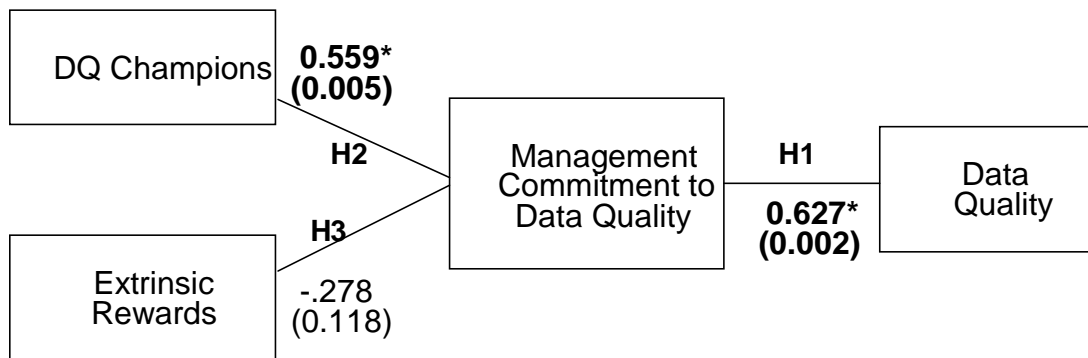 DQ Champions
0.559*
(0.005)
H2
Management
Commitment to
Data Quality
H1
0.627*
(0.002)
Data
Quality
H3
Extrinsic
Rewards
-.278
(0.118)